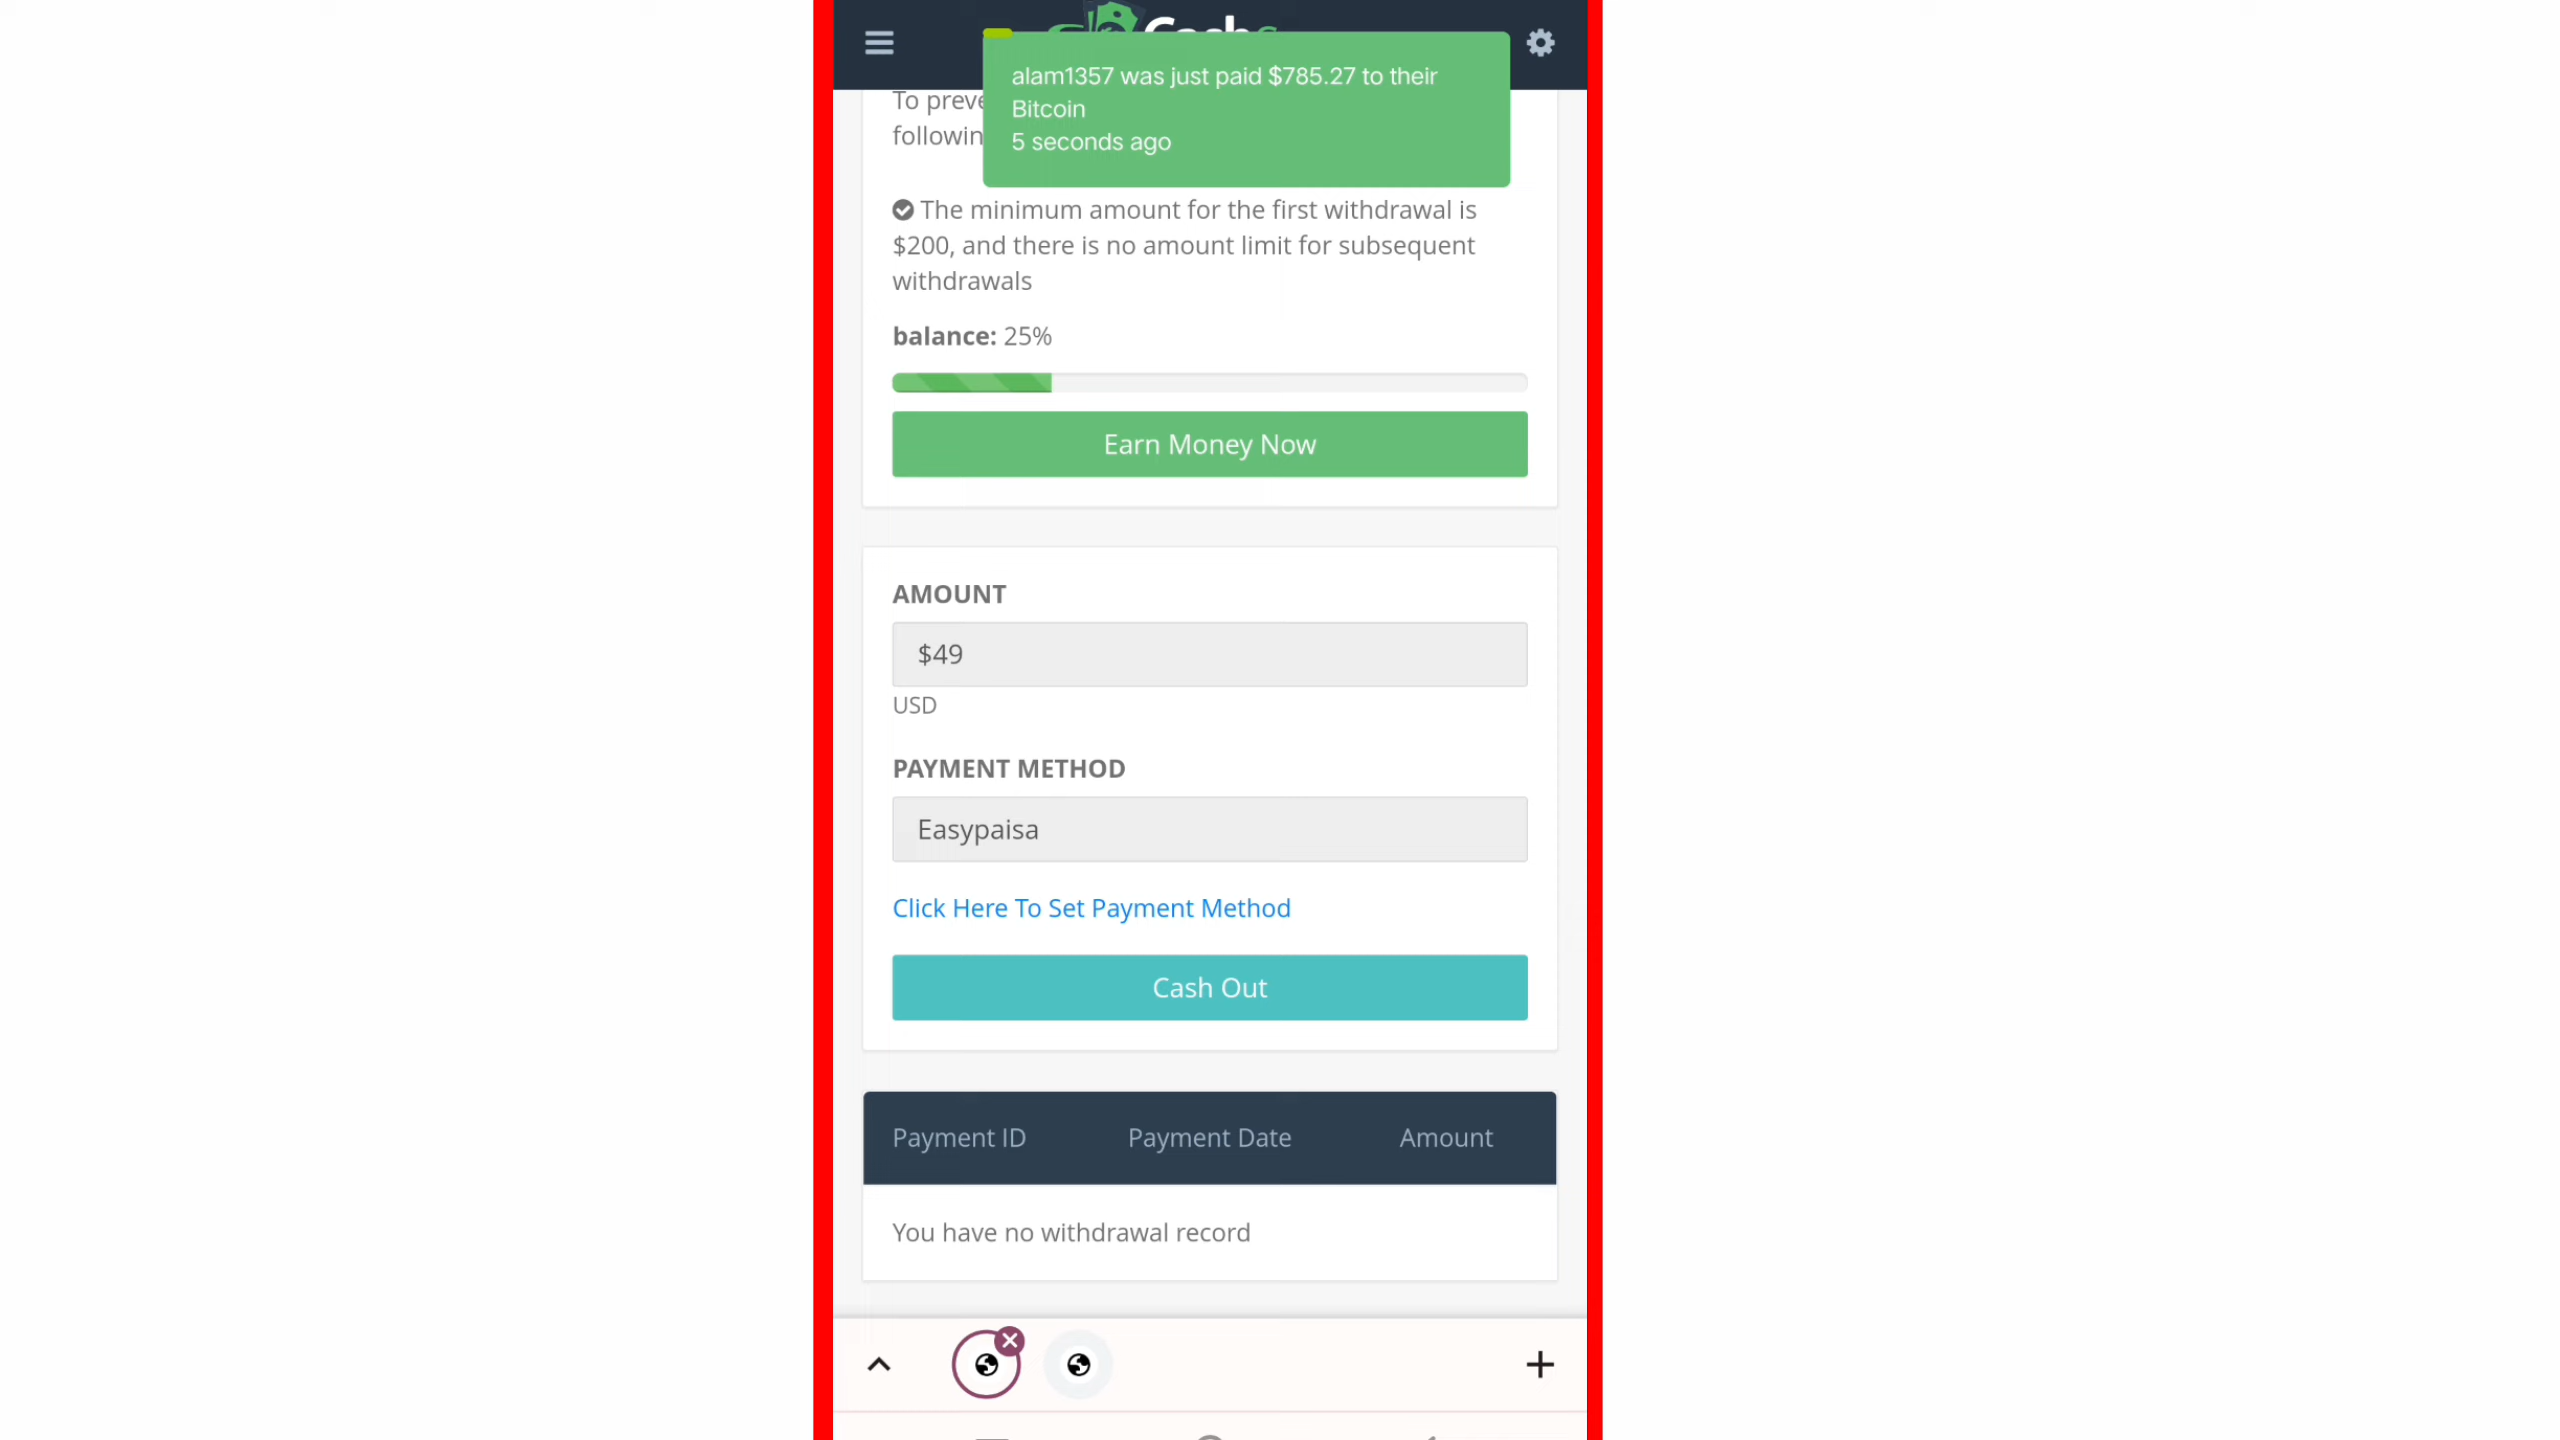 alam1357 was just paid $785.27 to their
Bitcoin
5 seconds ago
To preve
followin
The minimum amount for the first withdrawal is
$200, and there is no amount limit for subsequent
withdrawals
balance: 25%
Earn Money Now
AMOUNT
$49
USD
PAYMENT METHOD
Easypaisa
Click Here To Set Payment Method
Cash Out
Payment ID Payment Date Amount
You have no withdrawal record